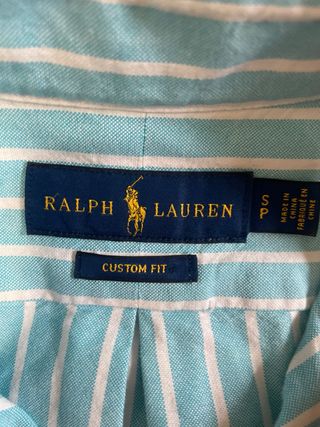 RALPH LAUREN
CUSTOM FIT
S
P
MADE IN
CHINA
FABRIQUÉ EN
CHINE